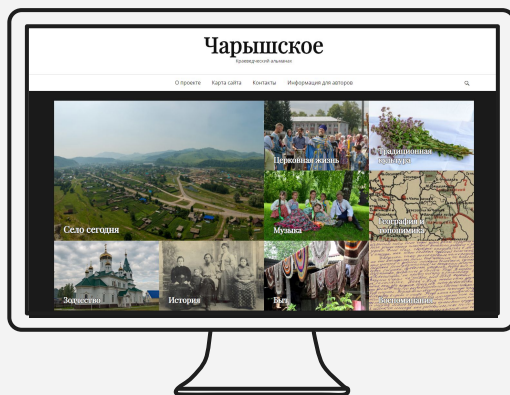 Чарышское
Краеведческий альманах
О проекте Карта сайта Контакты Информация для авторов
Село сегодня
Церковная жизнь
Традиционная
культура
Музыка
География и
топонимика
Зодчество
История
Быт
Воспоминания